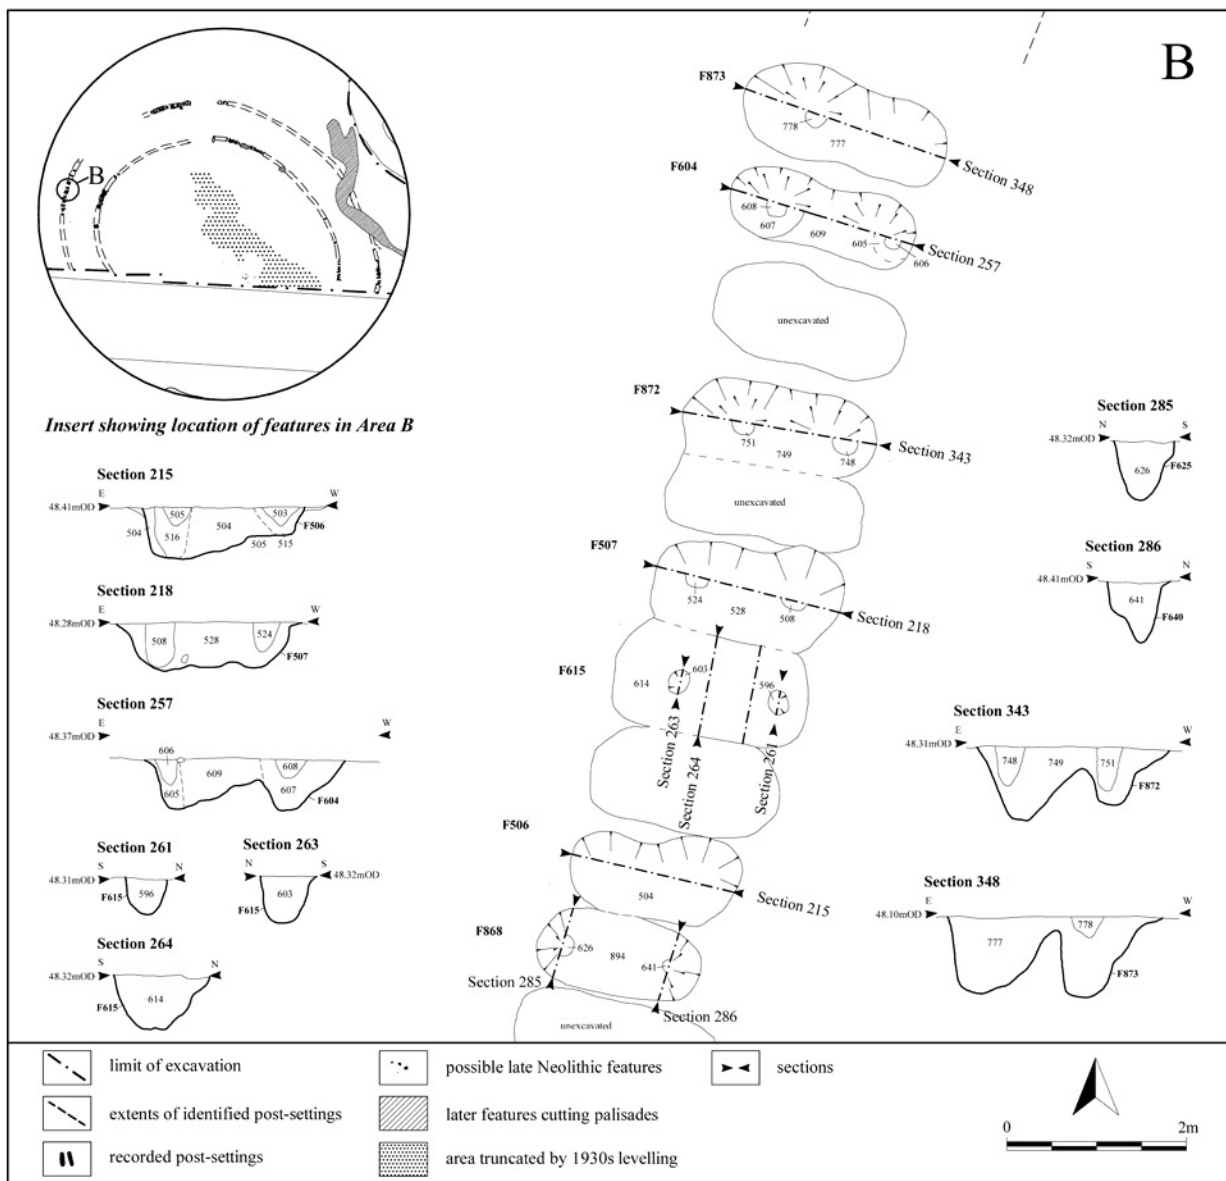 B
B
Insert showing location of features in Area B
F873
778
777
Section 348
F604
608
607
609
605
606
Section 257
unexcavated
F872
751
749
748
Section 343
unexcavated
F507
524
528
508
Section 218
F615
614
603
596
Section 263
Section 264
Section 261
F506
504
Section 215
F868
626
894
641
Section 285
Section 286
unexcavated
Section 215
E
W
48.41mOD
504
505
516
504
503
505
515
F506
Section 218
E
W
48.28mOD
508
528
524
F507
Section 257
E
W
48.37mOD
606
605
609
608
607
F604
Section 261
S
N
48.31mOD
F615
596
Section 263
N
S
48.32mOD
F615
603
Section 264
S
N
48.32mOD
F615
614
Section 285
N
S
48.32mOD
626
F625
Section 286
S
N
48.41mOD
641
F640
Section 343
E
W
48.31mOD
748
749
751
F872
Section 348
E
W
48.10mOD
777
778
F873
limit of excavation
extents of identified post-settings
recorded post-settings
possible late Neolithic features
later features cutting palisades
area truncated by 1930s levelling
sections
0
2m